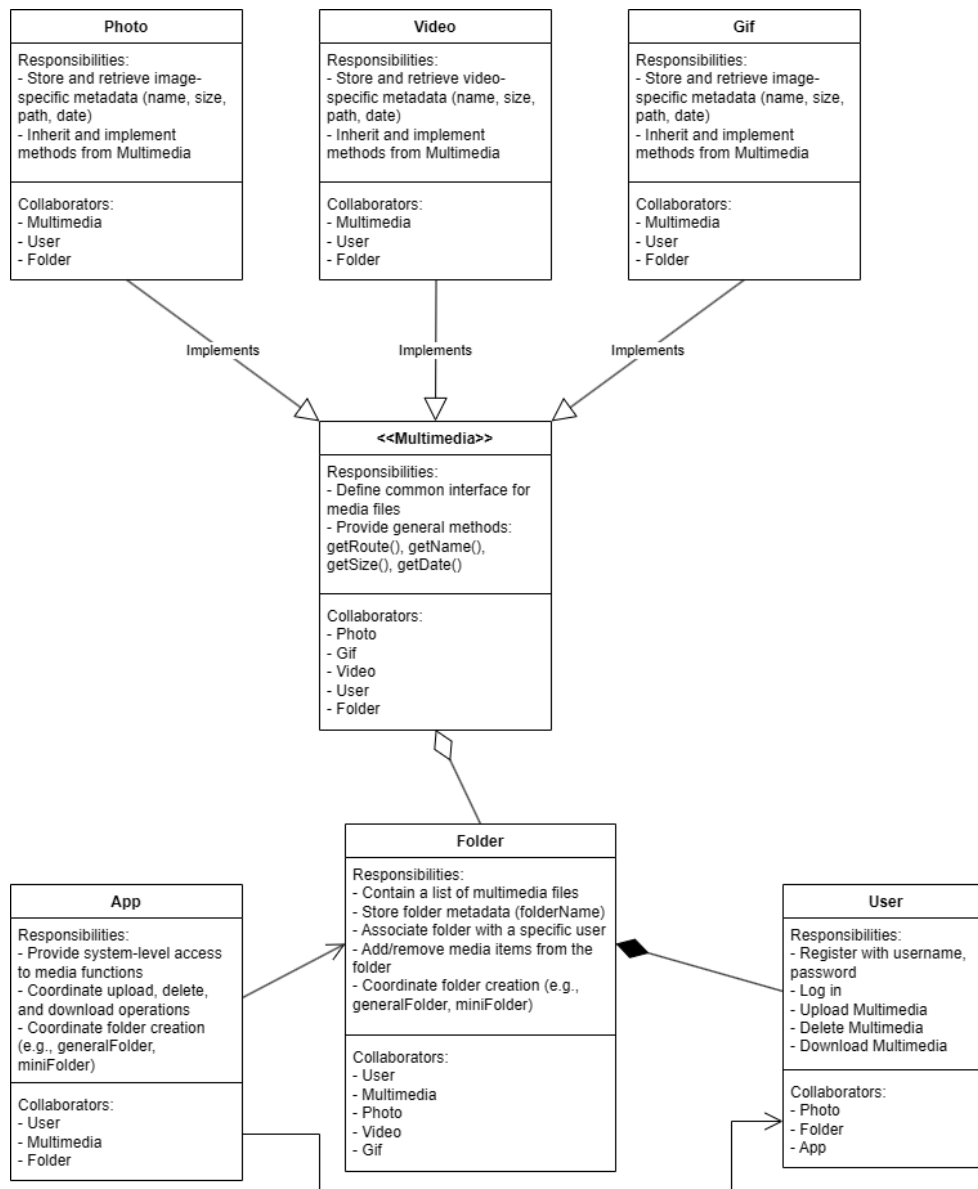 Photo
Responsibilities:
- Store and retrieve image-
specific metadata (name, size,
path, date)
- Inherit and implement
methods from Multimedia
Collaborators:
- Multimedia
- User
- Folder
Video
Responsibilities:
- Store and retrieve video-
specific metadata (name, size,
path, date)
- Inherit and implement
methods from Multimedia
Collaborators:
- Multimedia
- User
- Folder
Gif
Responsibilities:
- Store and retrieve image-
specific metadata (name, size,
path, date)
- Inherit and implement
methods from Multimedia
Collaborators:
- Multimedia
- User
- Folder
Implements
Implements
Implements
<<Multimedia>>
Responsibilities:
- Define common interface for
media files
- Provide general methods:
getRoute(), getName(),
getSize(), getDate()
Collaborators:
- Photo
- Gif
- Video
- User
- Folder
App
Responsibilities:
- Provide system-level access
to media functions
- Coordinate upload, delete,
and download operations
- Coordinate folder creation
(e.g., generalFolder,
miniFolder)
Collaborators:
- User
- Multimedia
- Folder
Folder
Responsibilities:
- Contain a list of multimedia files
- Store folder metadata (folderName)
- Associate folder with a specific user
- Add/remove media items from the
folder
- Coordinate folder creation (e.g.,
generalFolder, miniFolder)
Collaborators:
- User
- Multimedia
- Photo
- Video
- Gif
User
Responsibilities:
- Register with username,
password
- Log in
- Upload Multimedia
- Delete Multimedia
- Download Multimedia
Collaborators:
- Photo
- Folder
- App